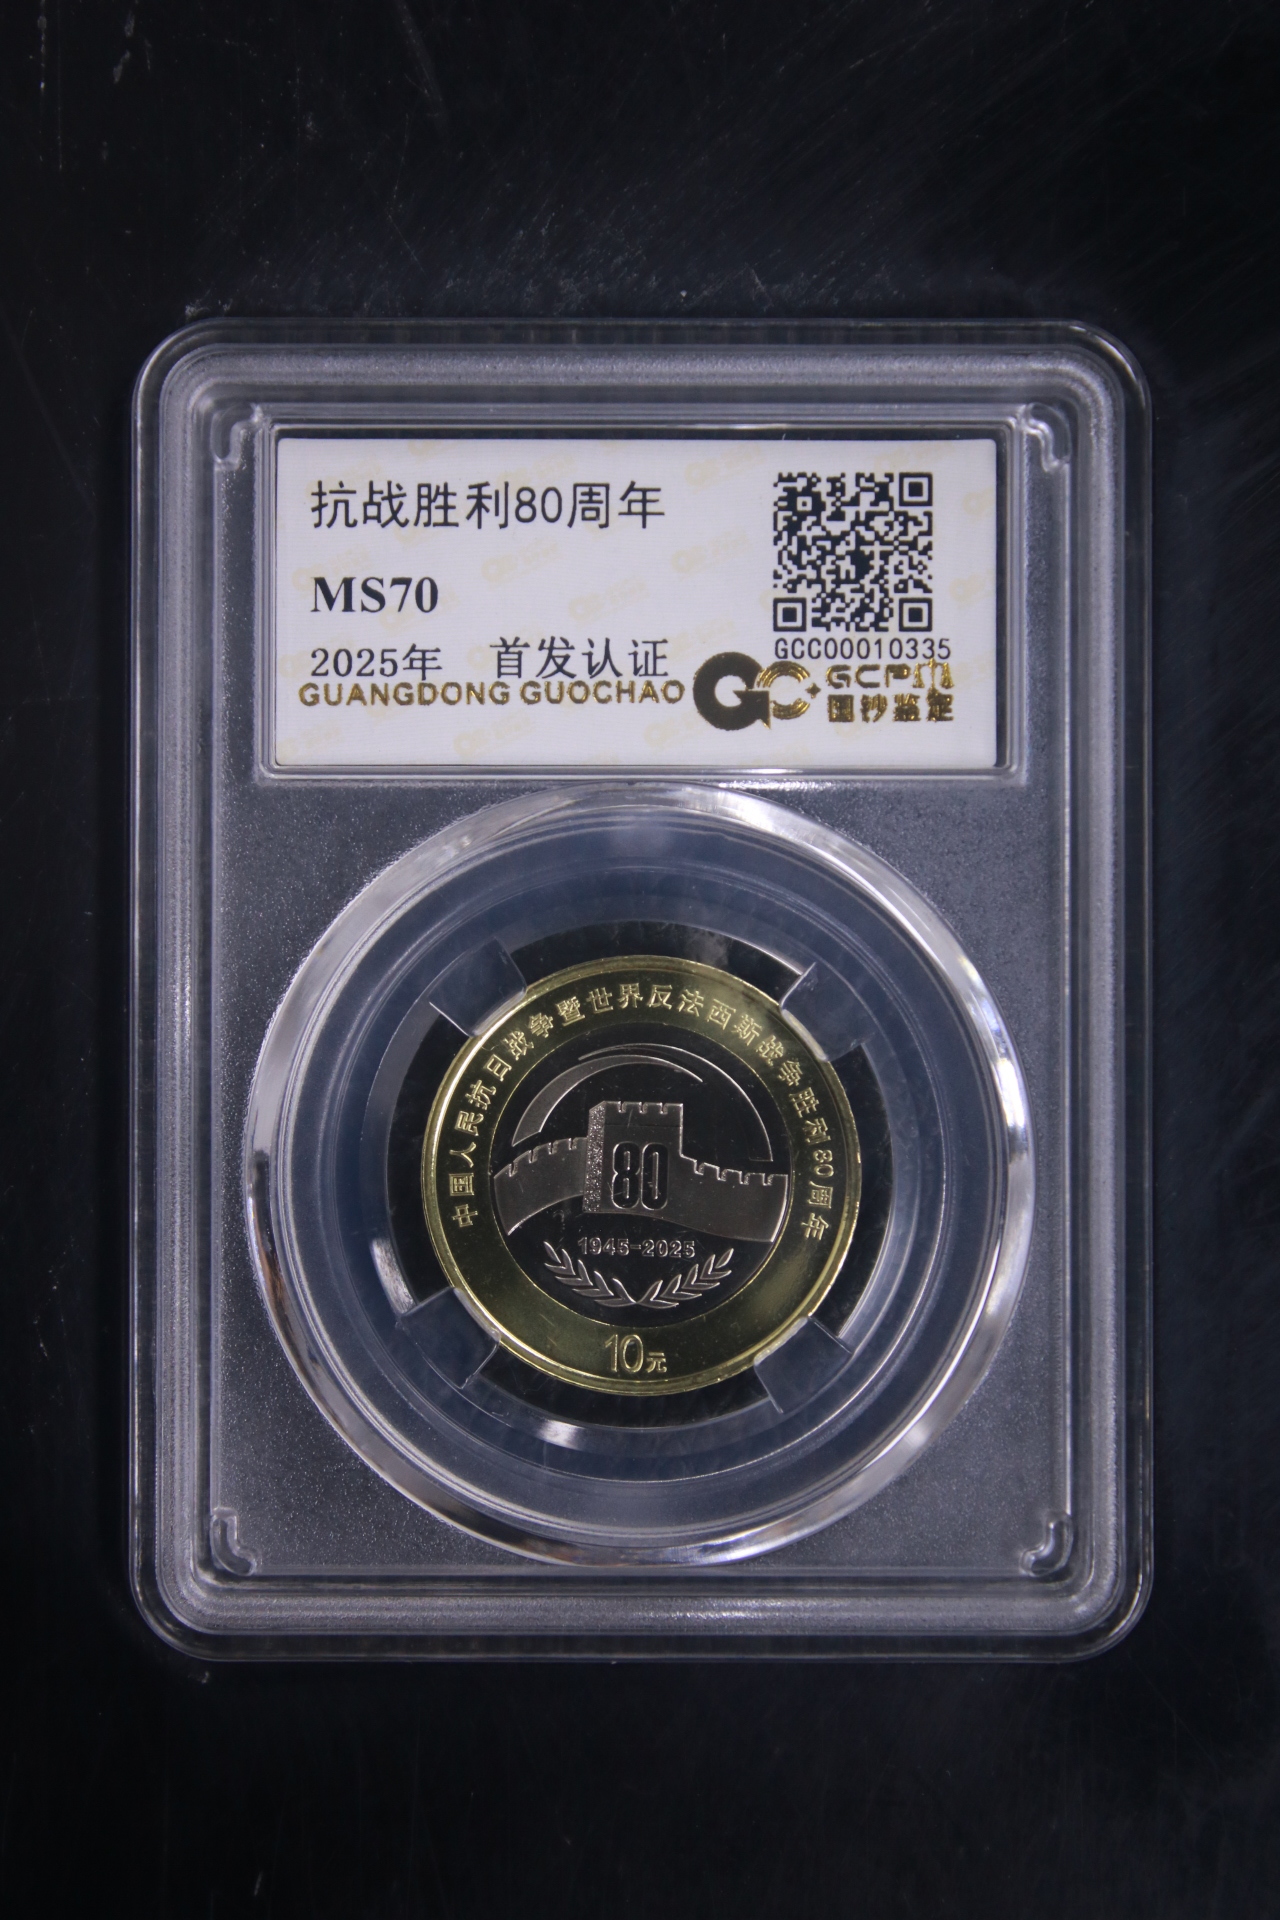 抗战胜利80周年
MS70
2025年 首发认证
GCC00010335
GUANGDONG GUOCHAO
GC GCP
国钞鉴定
中国人民抗日战争暨世界反法西斯战争胜利80周年
80
1945-2025
10元